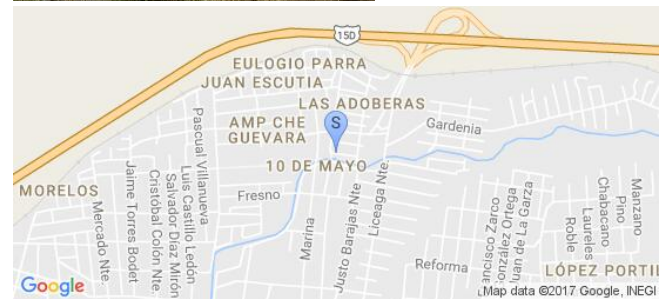 15D
EULOGIO PARRA
JUAN ESCUTIA
LAS ADOBERAS
AMP CHE
GUEVARA
S
Gardenia
10 DE MAYO
MORELOS
Mercado Nte.
Jaime Torres Bodet
Cristóbal Colón Nte.
Salvador Díaz Mirón
Luis Castillo Ledón
Pascual Villanueva
Fresno
Marina
Justo Barajas Nte
Liceaga Nte.
Reforma
Francisco Zarco
González Ortega
Juan de La Garza
Roble
Laureles
Chabacano
Pino
Manzano
LÓPEZ PORTIL
Google
Map data ©2017 Google, INEGI